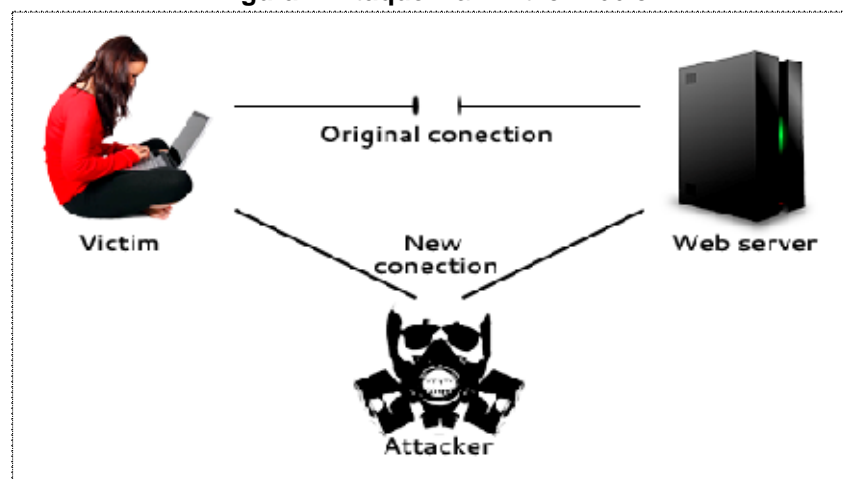 Original conection
Victim
New
conection
Web server
Attacker